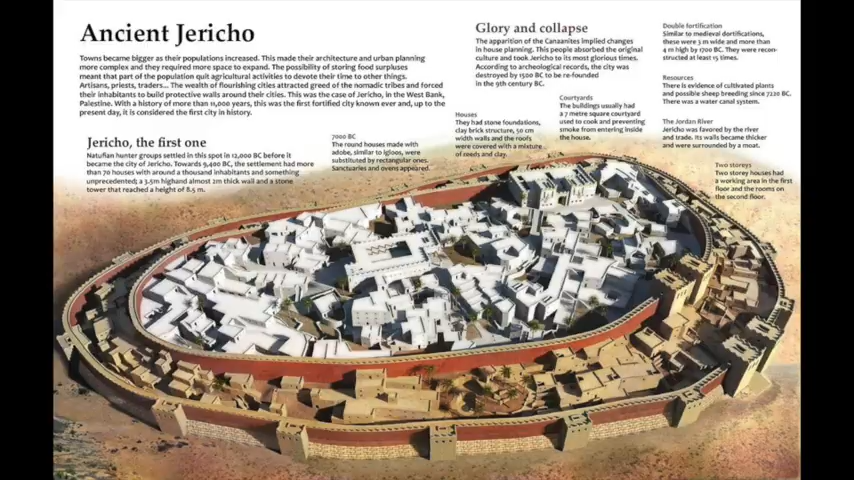 Ancient Jericho
Towns became bigger as their populations increased. This made their architecture and urban planning
more complex and they required more space to expand. The possibility of storing food surpluses
meant that part of the population quit agricultural activities to devote their time to other things.
Artisans, priests, traders... The wealth of flourishing cities attracted greed of the nomadic tribes and forced
their inhabitants to build protective walls around their cities. This was the case of Jericho, in the West Bank,
Palestine. With a history of more than 11,000 years, this was the first fortified city known ever and, up to the
present day, it is considered the first city in history.
Jericho, the first one
Natufian hunter groups settled in this spot in 12,000 BC before it
became the city of Jericho. Towards 9,400 BC, the settlement had more
than 70 houses with around a thousand inhabitants and something
unprecedented; a 3.5m highand almost 2m thick wall and a stone
tower that reached a height of 8.5 m.
7000 BC
The round houses made with
adobe, similar to igloos, were
substituted by rectangular ones.
Sanctuaries and ovens appeared.
Glory and collapse
The apparition of the Canaanites implied changes
in house planning. This people absorbed the original
culture and took Jericho to its most glorious times.
According to archeological records, the city was
destroyed by 1500 BC to be re-founded
in the 9th century BC.
Houses
They had stone foundations,
clay brick structure, 50 cm
width walls and the roofs
were covered with a mixture
of reeds and clay.
Courtyards
The buildings usually had
a 7 metre square courtyard
used to cook and preventing
smoke from entering inside
the house.
Double fortification
Similar to medieval dortifications,
these were 3 m wide and more than
4 m high by 1700 BC. They were recon-
structed at least 15 times.
Resources
There is evidence of cultivated plants
and possible sheep breeding since 7220 BC.
There was a water canal system.
The Jordan River
Jericho was favored by the river
and trade. Its walls became thicker
and were surrounded by a moat.
Two storeys
Two storey houses had
a working area in the first
floor and the rooms on
the second floor.